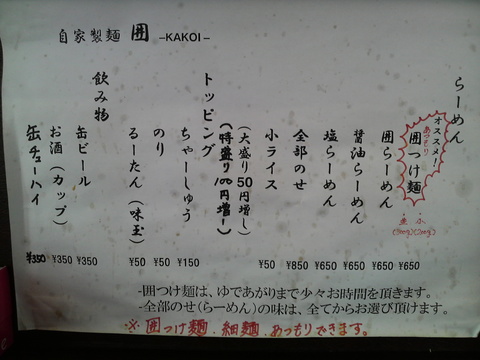 自家製麺 囲 -KAKOI-
らーめん
オススメ!
あっさり
囲つけ麺 ¥650
並 小
囲らーめん ¥650
醤油らーめん ¥650
塩らーめん ¥650
全部のせ ¥850
小ライス ¥50
(大盛り50円増し)
(特盛り100円増し)
トッピング
ちゃーしゅう ¥150
のり ¥50
るーたん(味玉) ¥50
飲み物
缶ビール ¥350
お酒(カップ) ¥350
缶チューハイ ¥350
-囲つけ麺は、ゆであがりまで少々お時間を頂きます。
-全部のせ(らーめん)の味は、全てからお選び頂けます。
※囲つけ麺、細麺、あっもりできます。